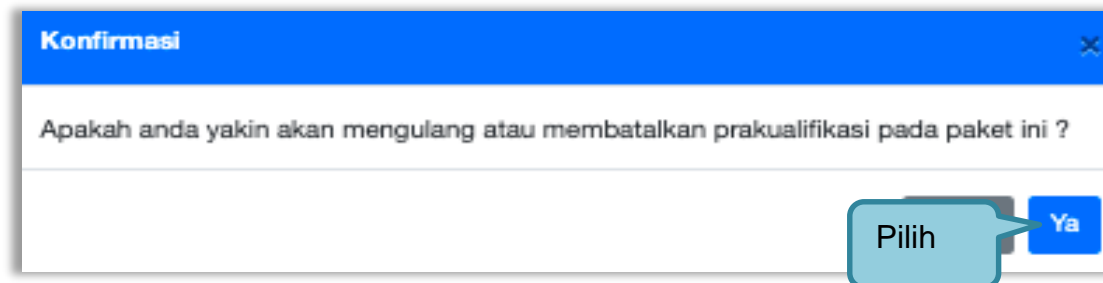 Konfirmasi
×
Apakah anda yakin akan mengulang atau membatalkan prakualifikasi pada paket ini ?
Pilih
Ya